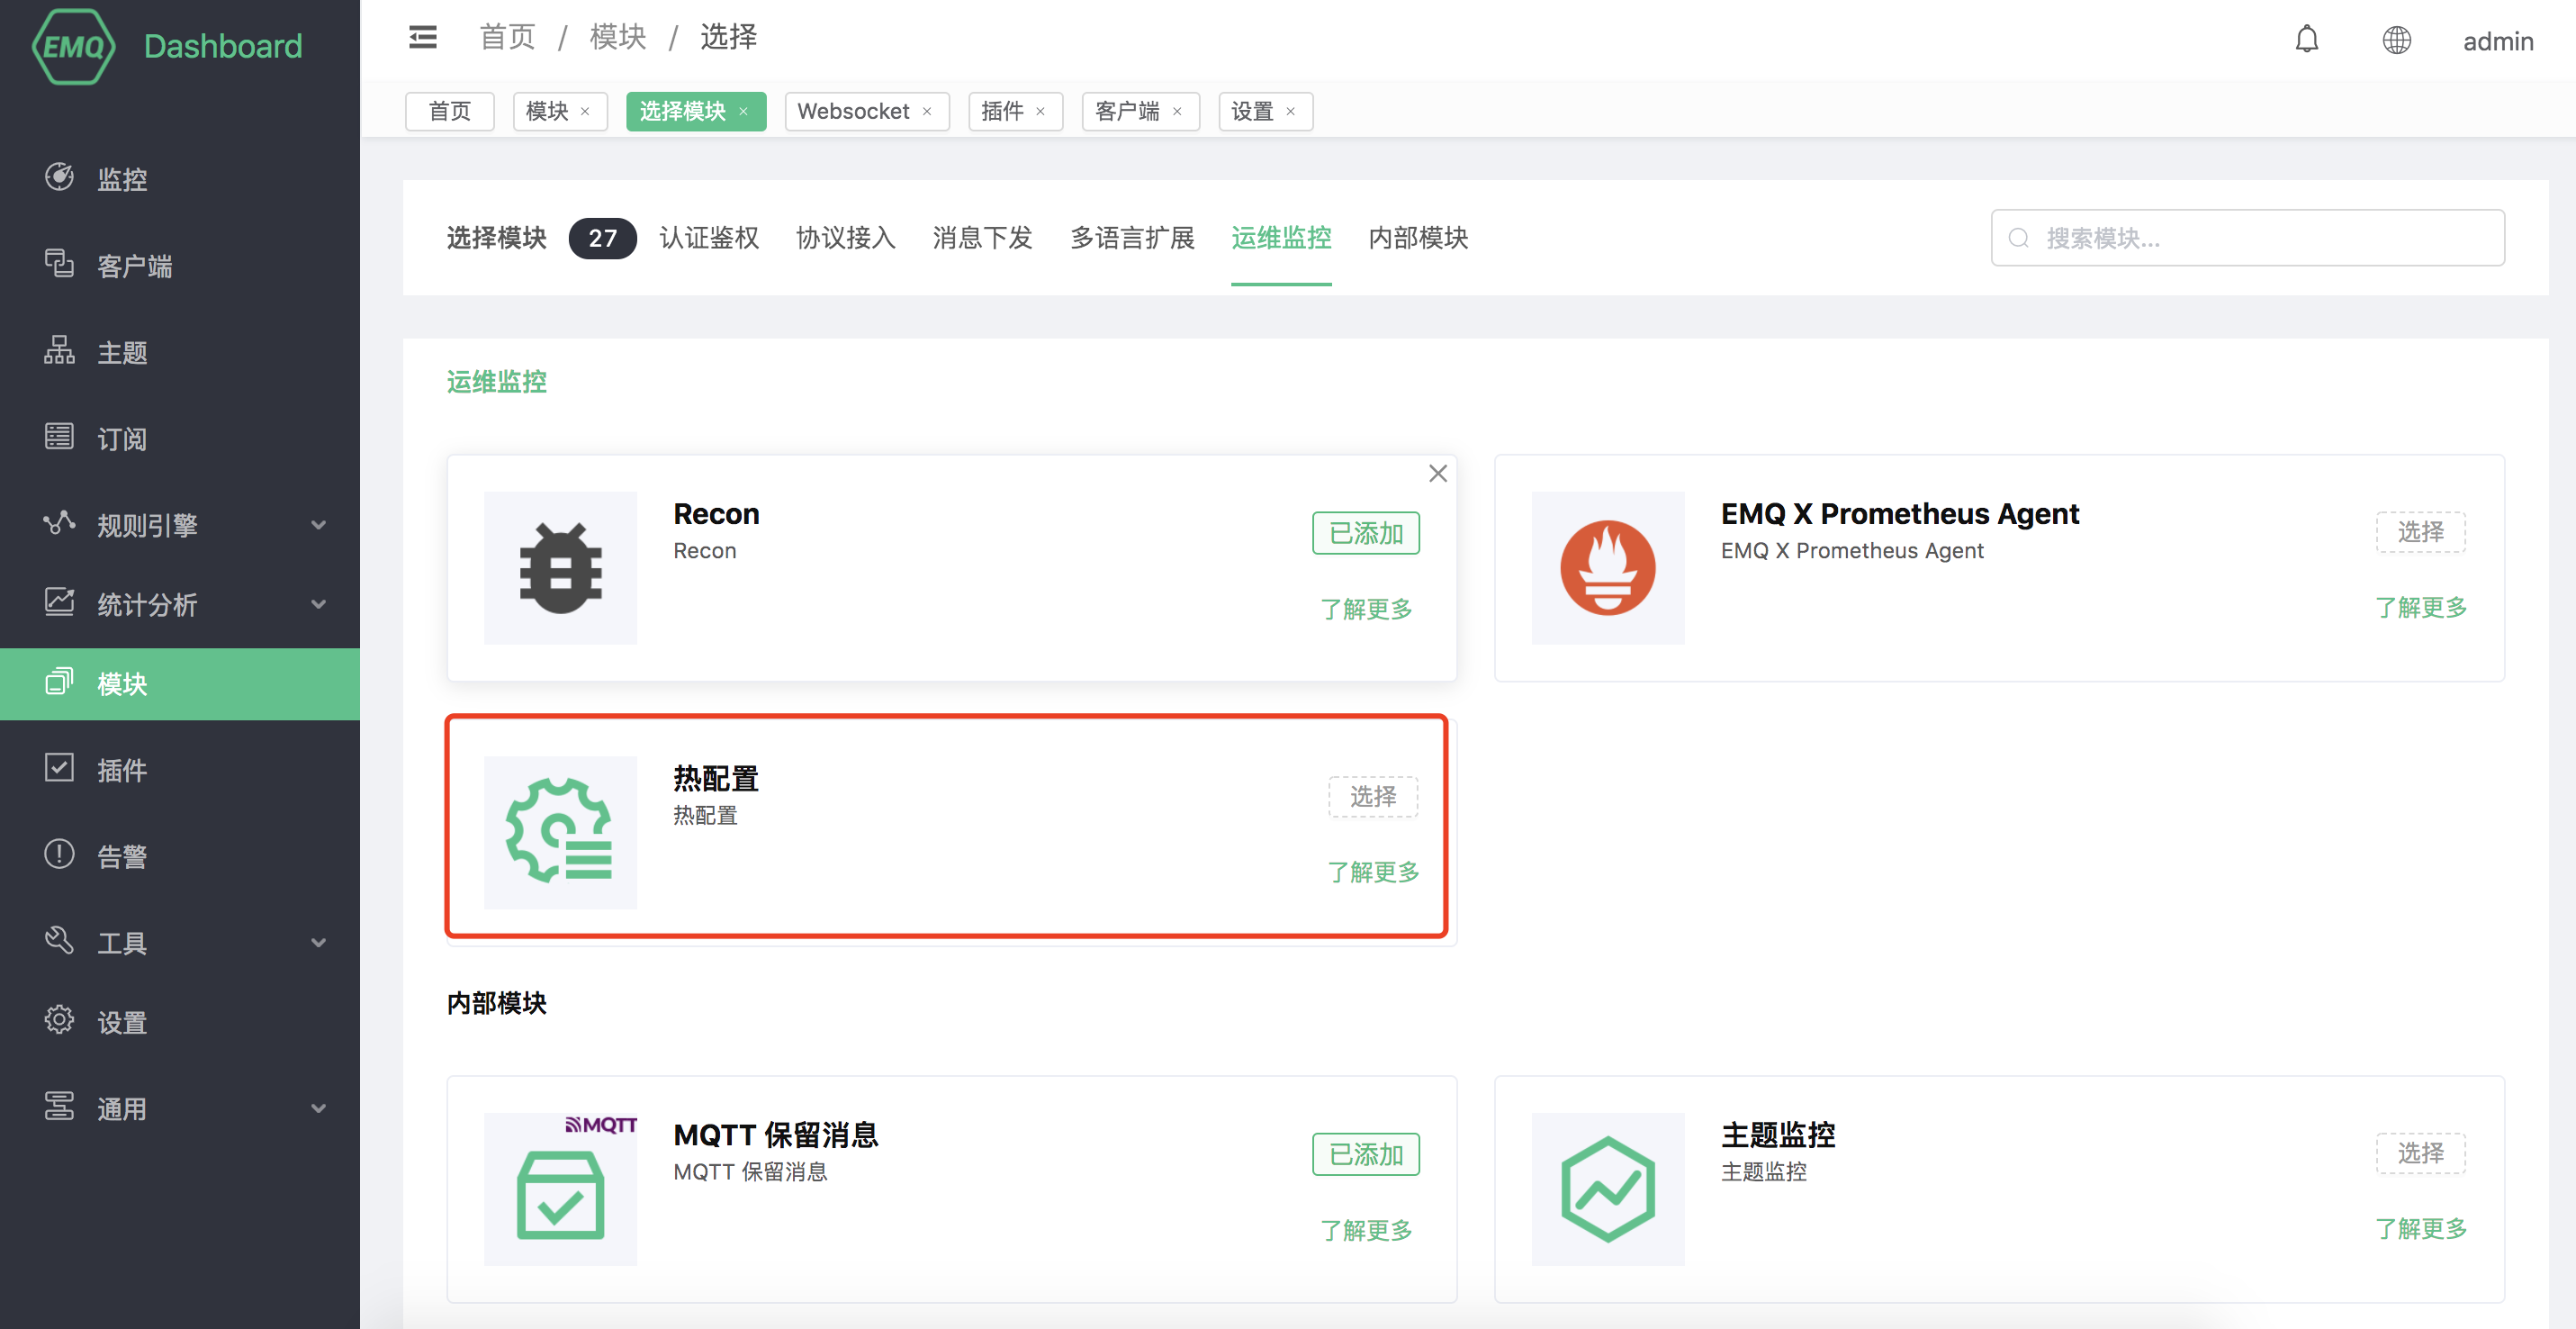 EMQ Dashboard
首页 / 模块 / 选择
admin
首页 模块 × 选择模块 × Websocket × 插件 × 客户端 × 设置 ×
监控
客户端
主题
订阅
规则引擎
统计分析
模块
插件
告警
工具
设置
通用
选择模块 27 认证鉴权 协议接入 消息下发 多语言扩展 运维监控 内部模块
搜索模块...
运维监控
Recon
Recon
已添加
了解更多
EMQ X Prometheus Agent
EMQ X Prometheus Agent
选择
了解更多
热配置
热配置
选择
了解更多
内部模块
MQTT
MQTT 保留消息
MQTT 保留消息
已添加
了解更多
主题监控
主题监控
选择
了解更多